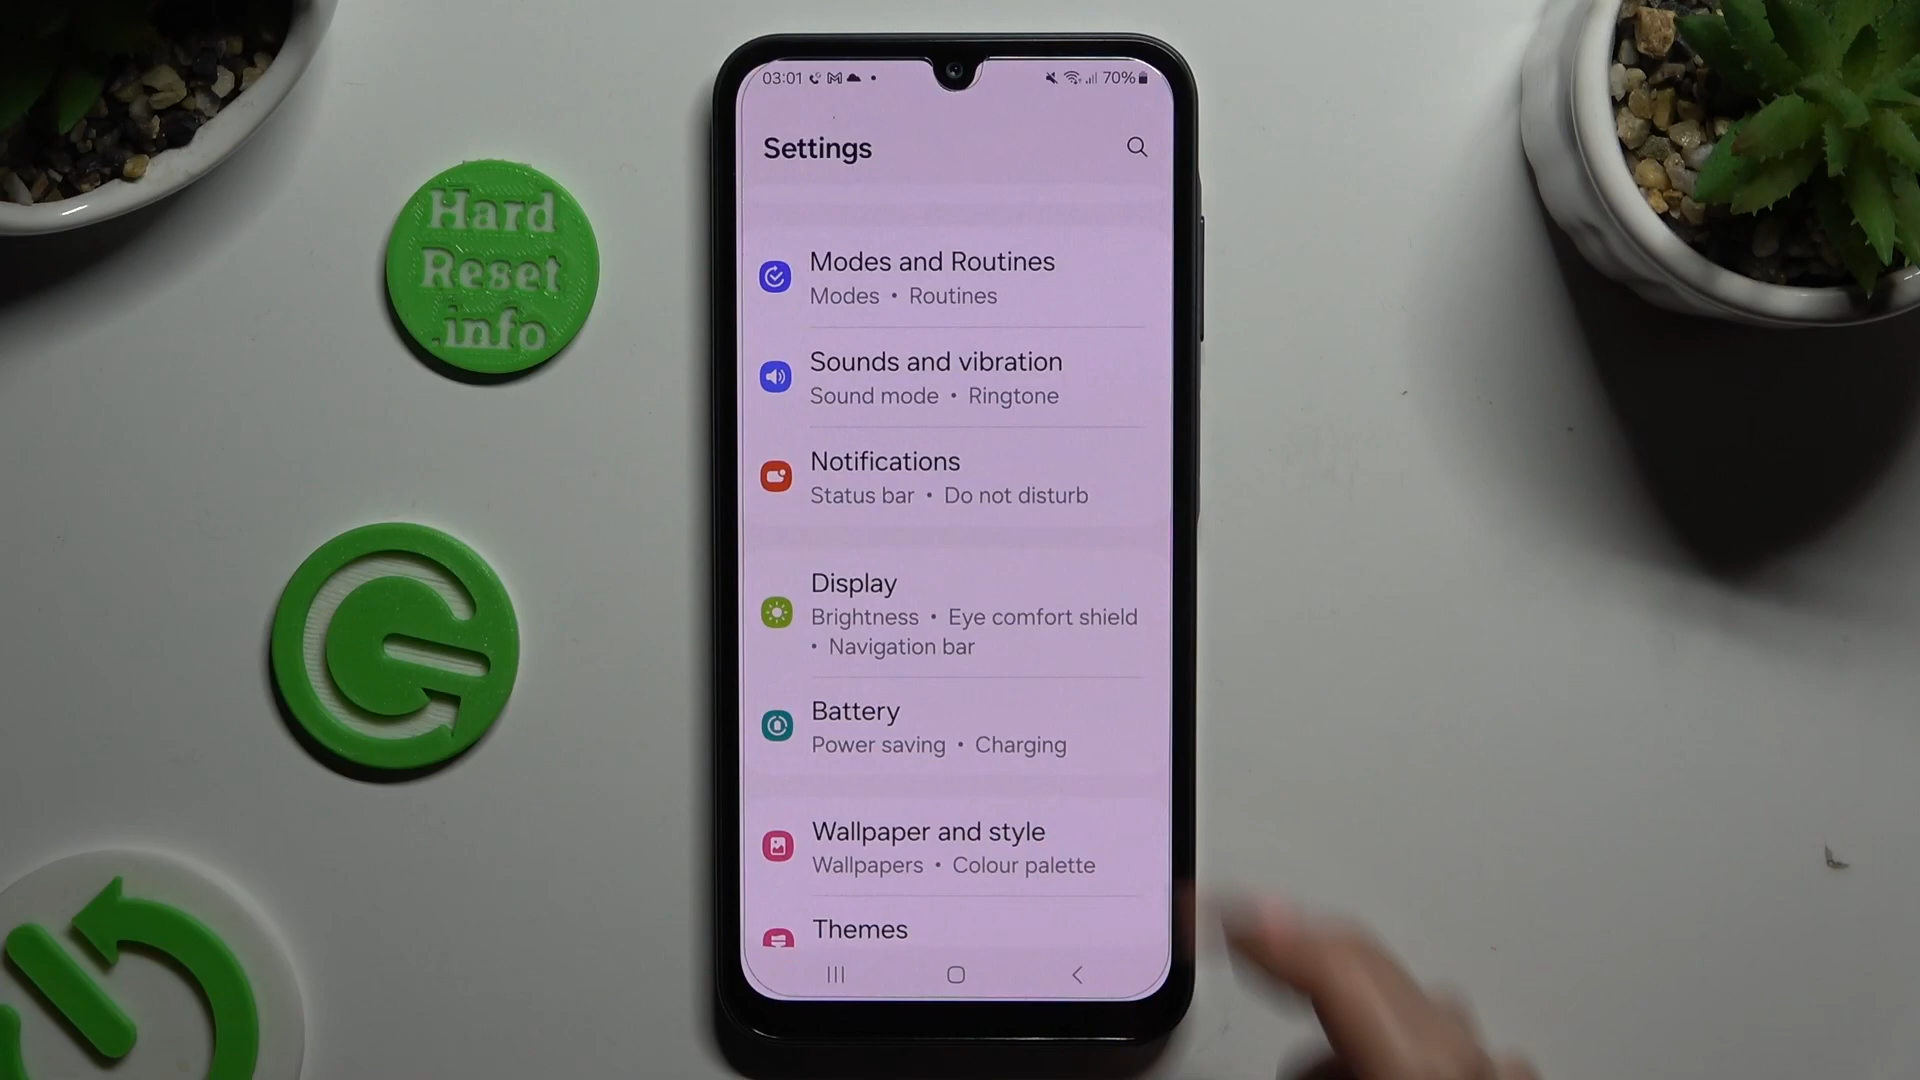 Hard
Reset
.info
03:01
70%
Settings
Modes and Routines
Modes • Routines
Sounds and vibration
Sound mode • Ringtone
Notifications
Status bar • Do not disturb
Display
Brightness • Eye comfort shield
• Navigation bar
Battery
Power saving • Charging
Wallpaper and style
Wallpapers • Colour palette
Themes